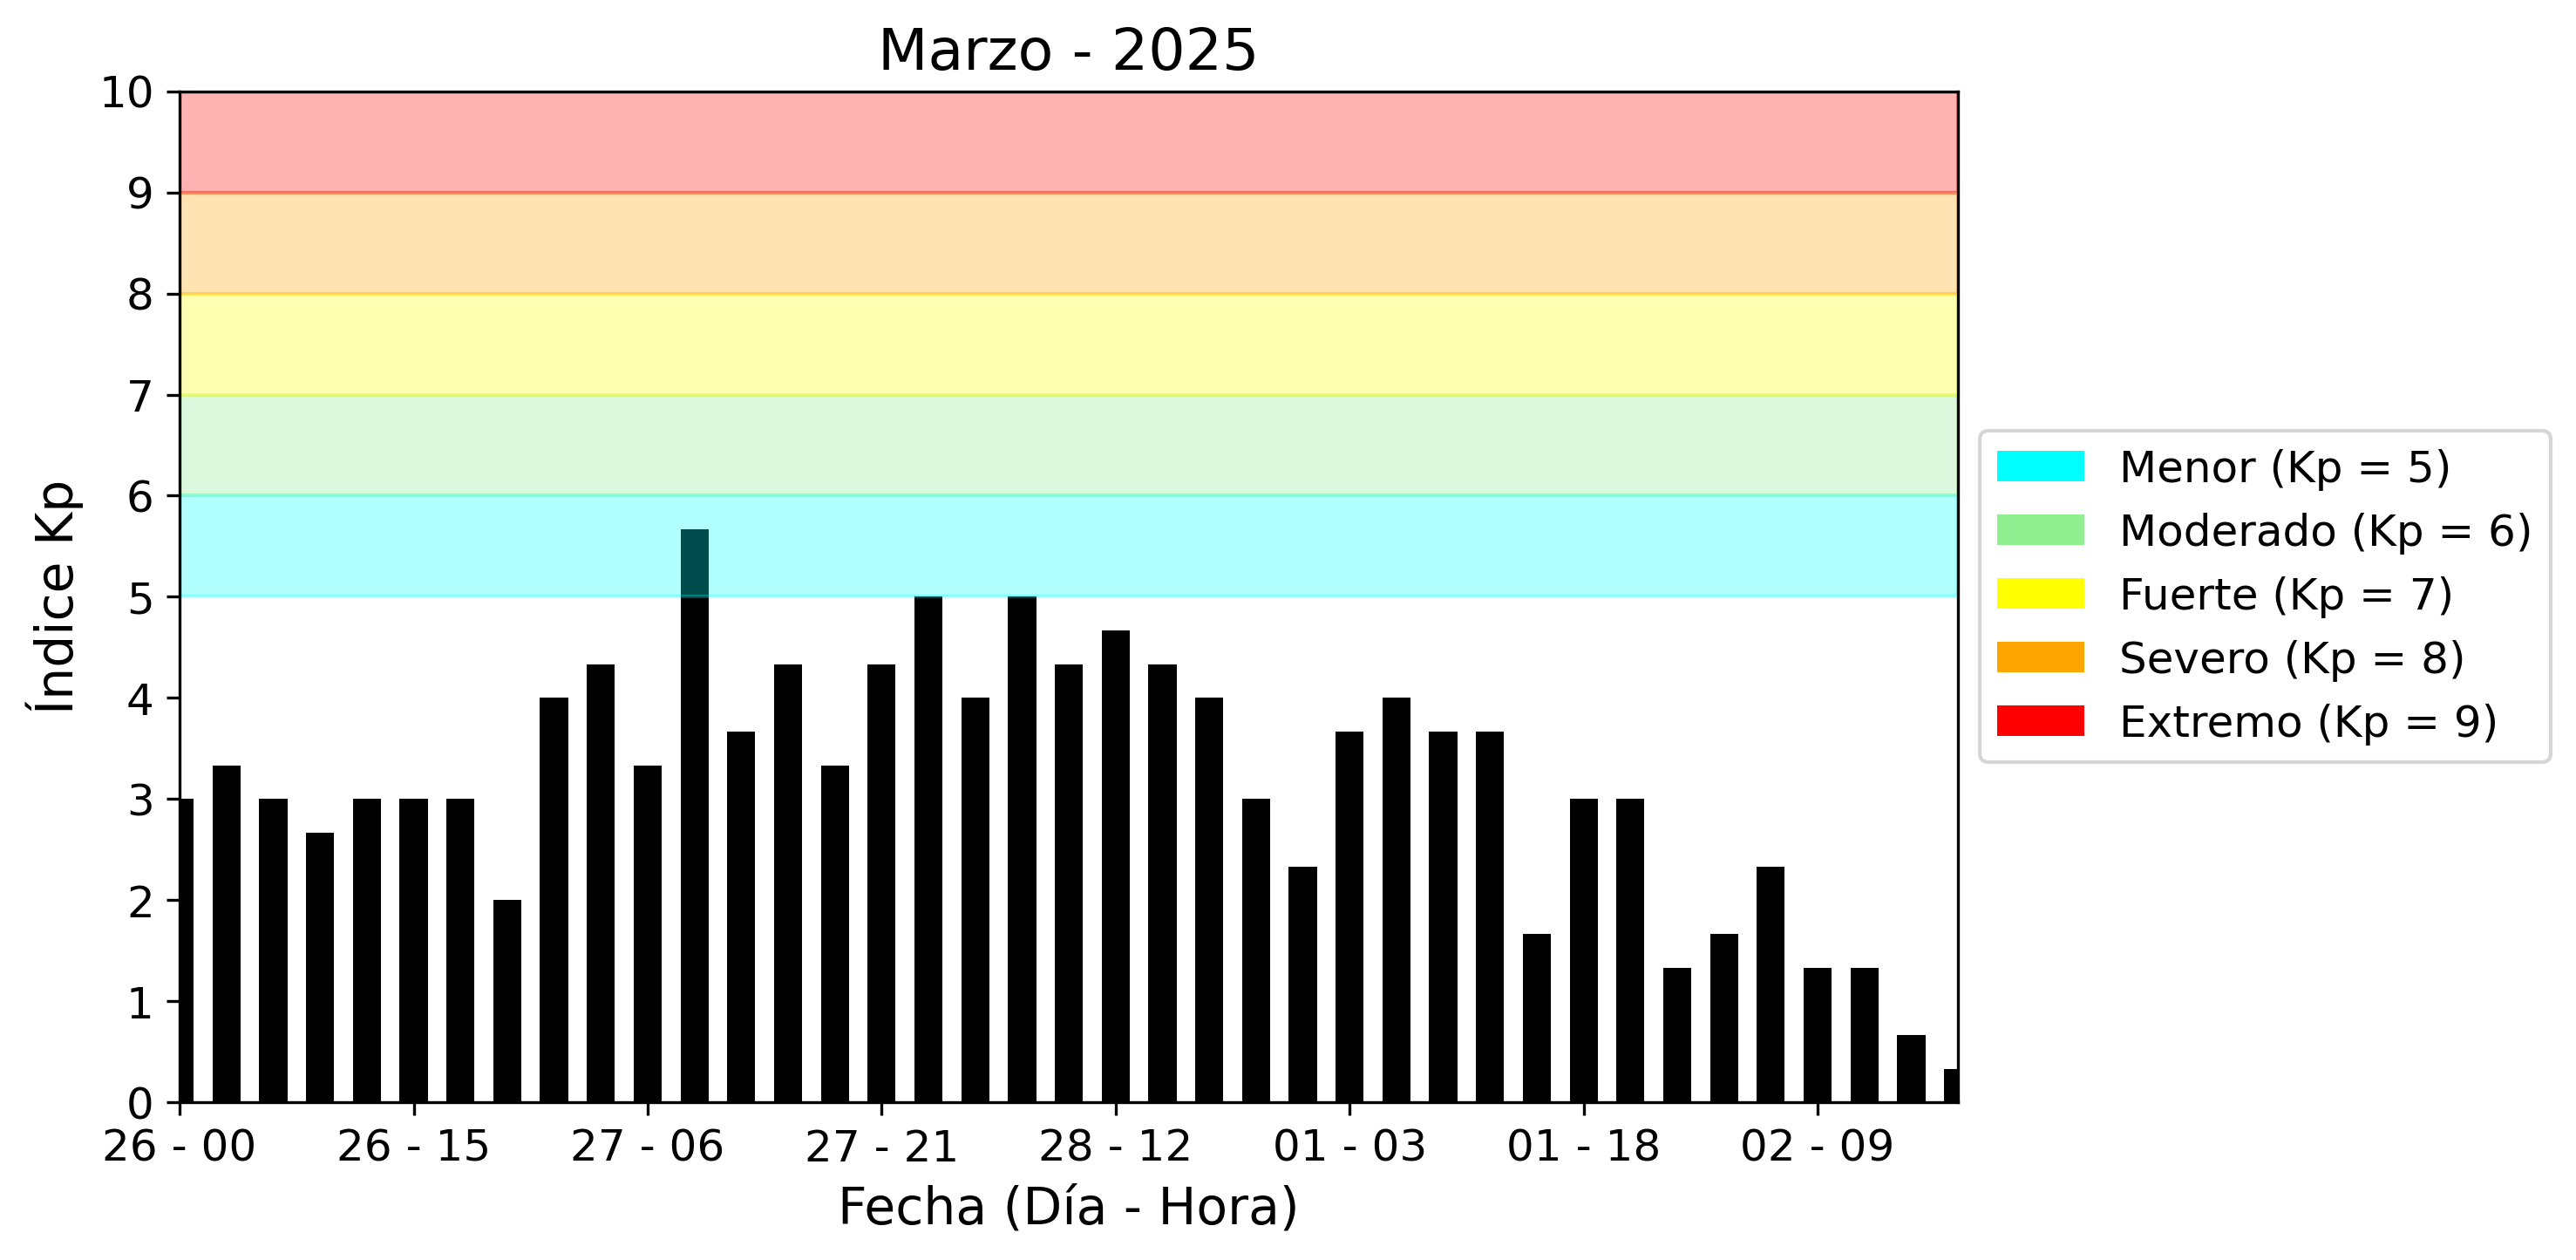 Marzo - 2025
10
9
8
7
6
5
4
3
2
1
0
Índice Kp
26 - 00
26 - 15
27 - 06
27 - 21
28 - 12
01 - 03
01 - 18
02 - 09
Fecha (Día - Hora)
Menor (Kp = 5)
Moderado (Kp = 6)
Fuerte (Kp = 7)
Severo (Kp = 8)
Extremo (Kp = 9)